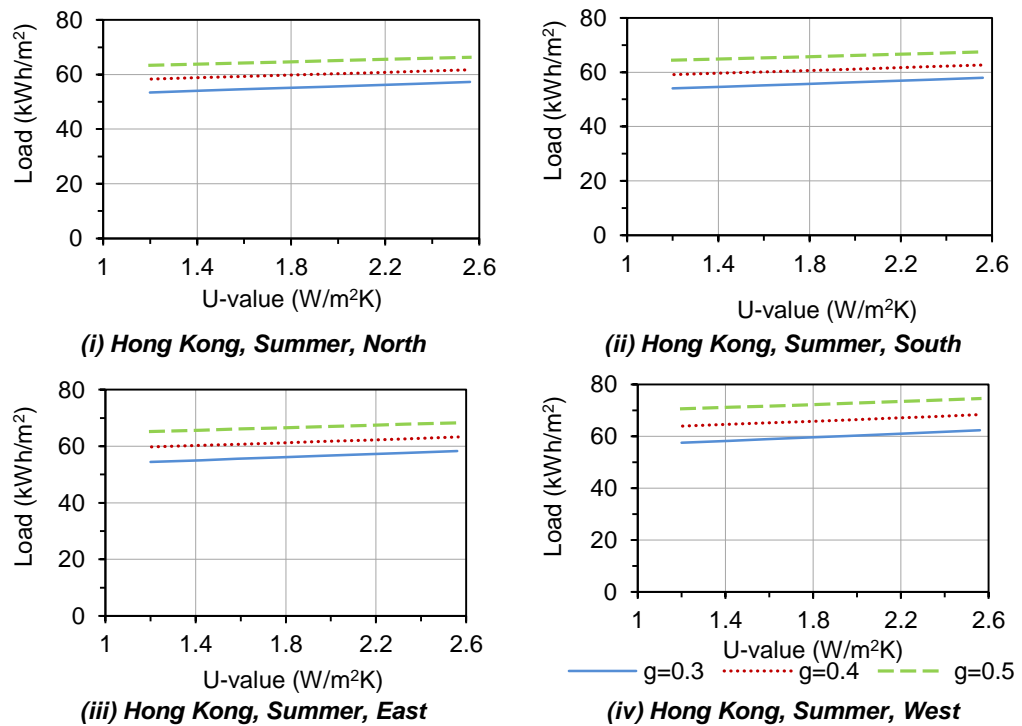 80
60
40
20
0
Load (kWh/m²)
1 1.4 1.8 2.2 2.6
U-value (W/m²K)
(i) Hong Kong, Summer, North
80
60
40
20
0
Load (kWh/m²)
1 1.4 1.8 2.2 2.6
U-value (W/m²K)
(ii) Hong Kong, Summer, South
80
60
40
20
0
Load (kWh/m²)
1 1.4 1.8 2.2 2.6
U-value (W/m²K)
(iii) Hong Kong, Summer, East
80
60
40
20
0
Load (kWh/m²)
1 1.4 1.8 2.2 2.6
U-value (W/m²K)
g=0.3 g=0.4 g=0.5
(iv) Hong Kong, Summer, West